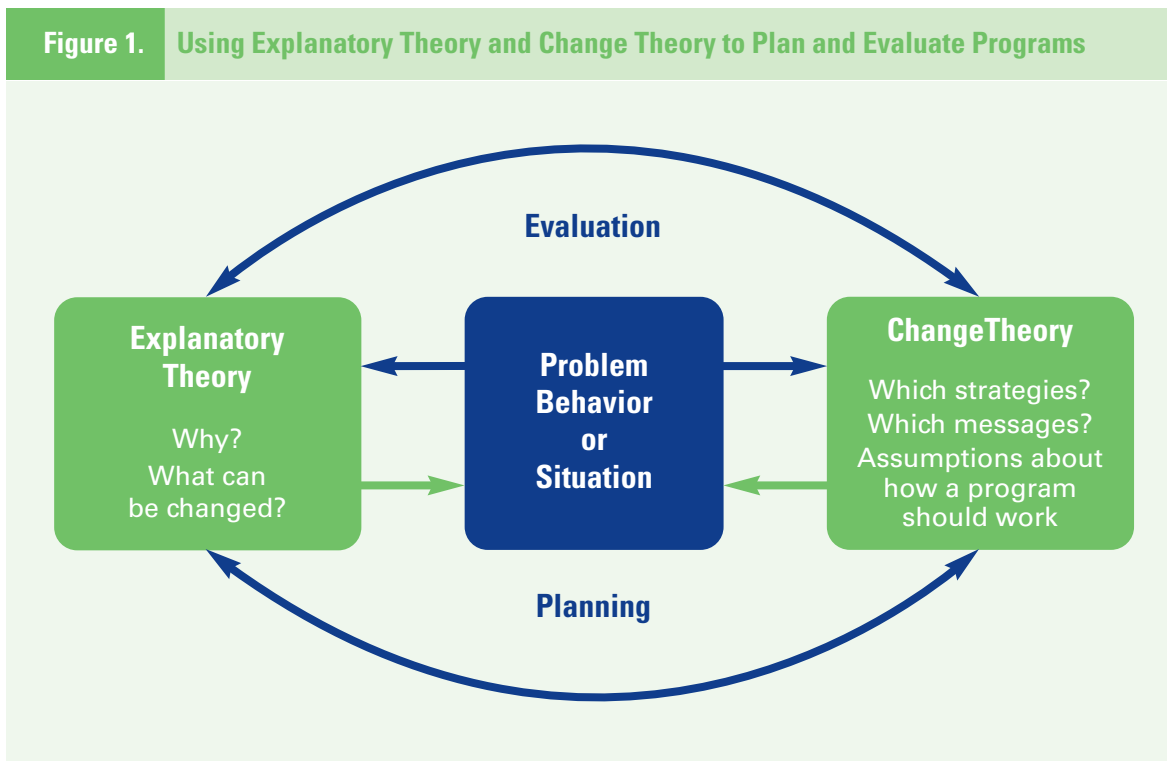 Figure 1. Using Explanatory Theory and Change Theory to Plan and Evaluate Programs
Evaluation
Explanatory
Theory
Why?
What can
be changed?
Problem
Behavior
or
Situation
ChangeTheory
Which strategies?
Which messages?
Assumptions about
how a program
should work
Planning